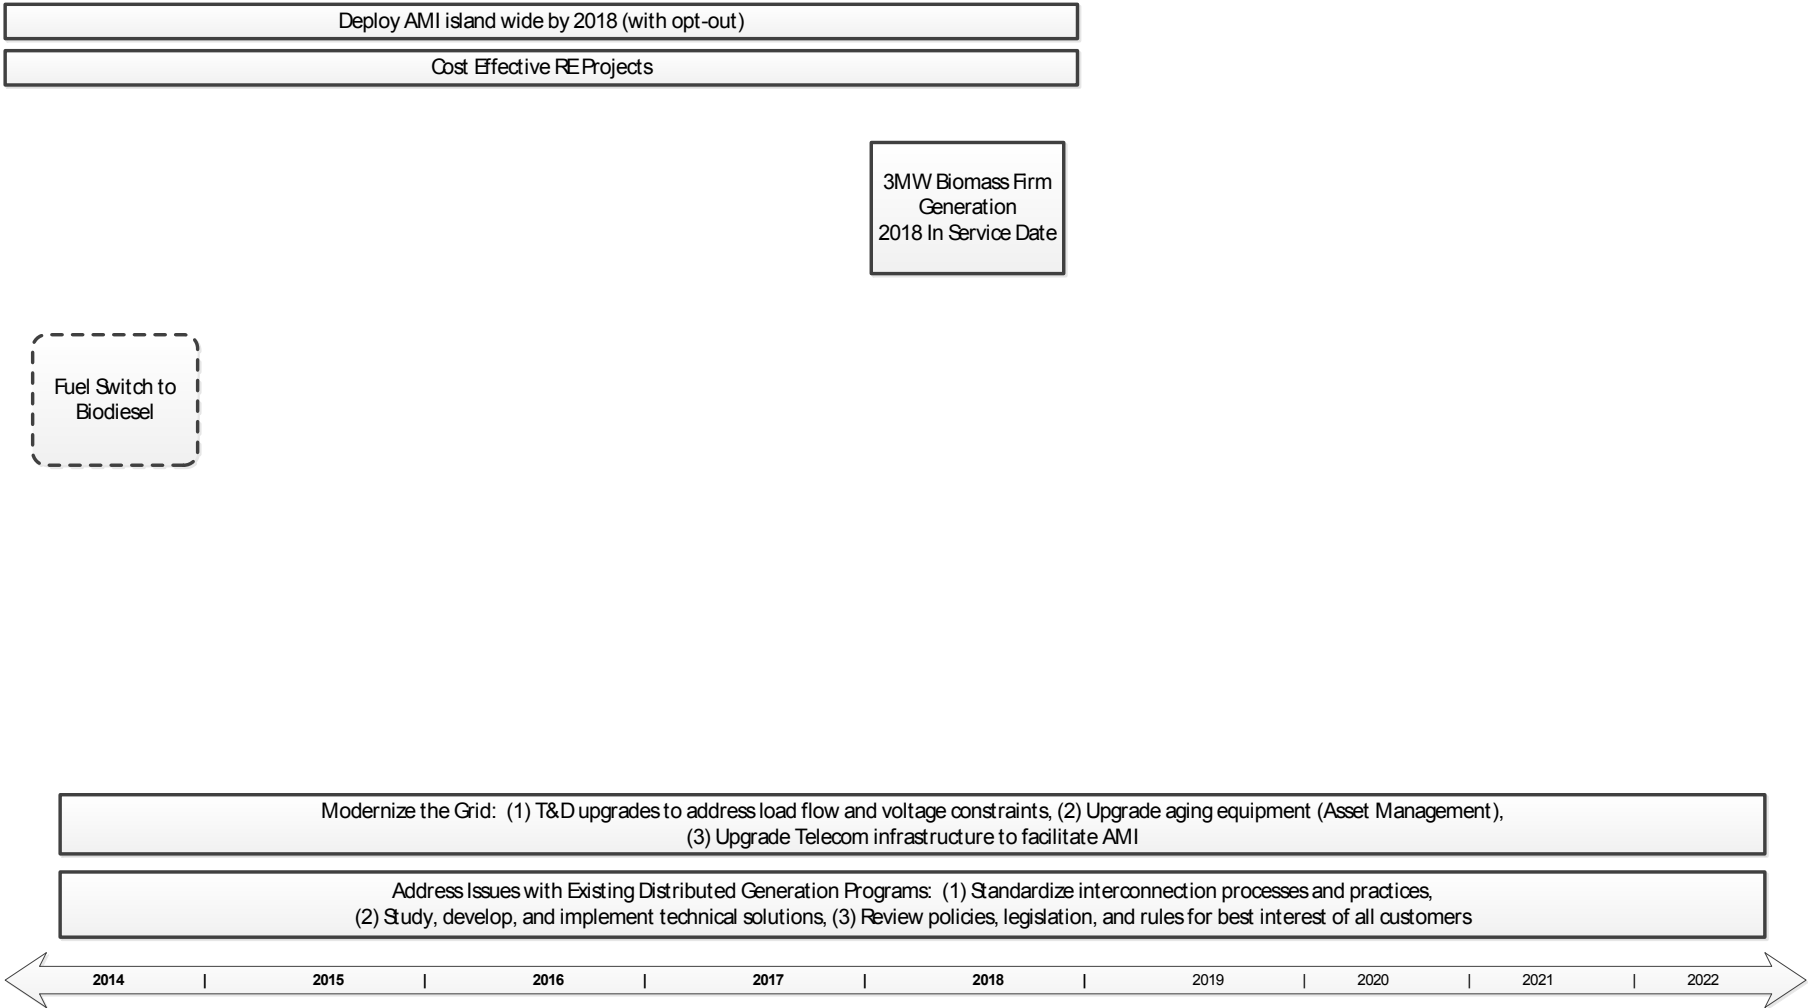 Deploy AMI island wide by 2018 (with opt-out)
Cost Effective RE Projects
3MW Biomass Firm
Generation
2018 In Service Date
Fuel Switch to
Biodiesel
Modernize the Grid: (1) T&D upgrades to address load flow and voltage constraints, (2) Upgrade aging equipment (Asset Management),
(3) Upgrade Telecom infrastructure to facilitate AMI
Address Issues with Existing Distributed Generation Programs: (1) Standardize interconnection processes and practices,
(2) Study, develop, and implement technical solutions, (3) Review policies, legislation, and rules for best interest of all customers
2014 | 2015 | 2016 | 2017 | 2018 | 2019 | 2020 | 2021 | 2022